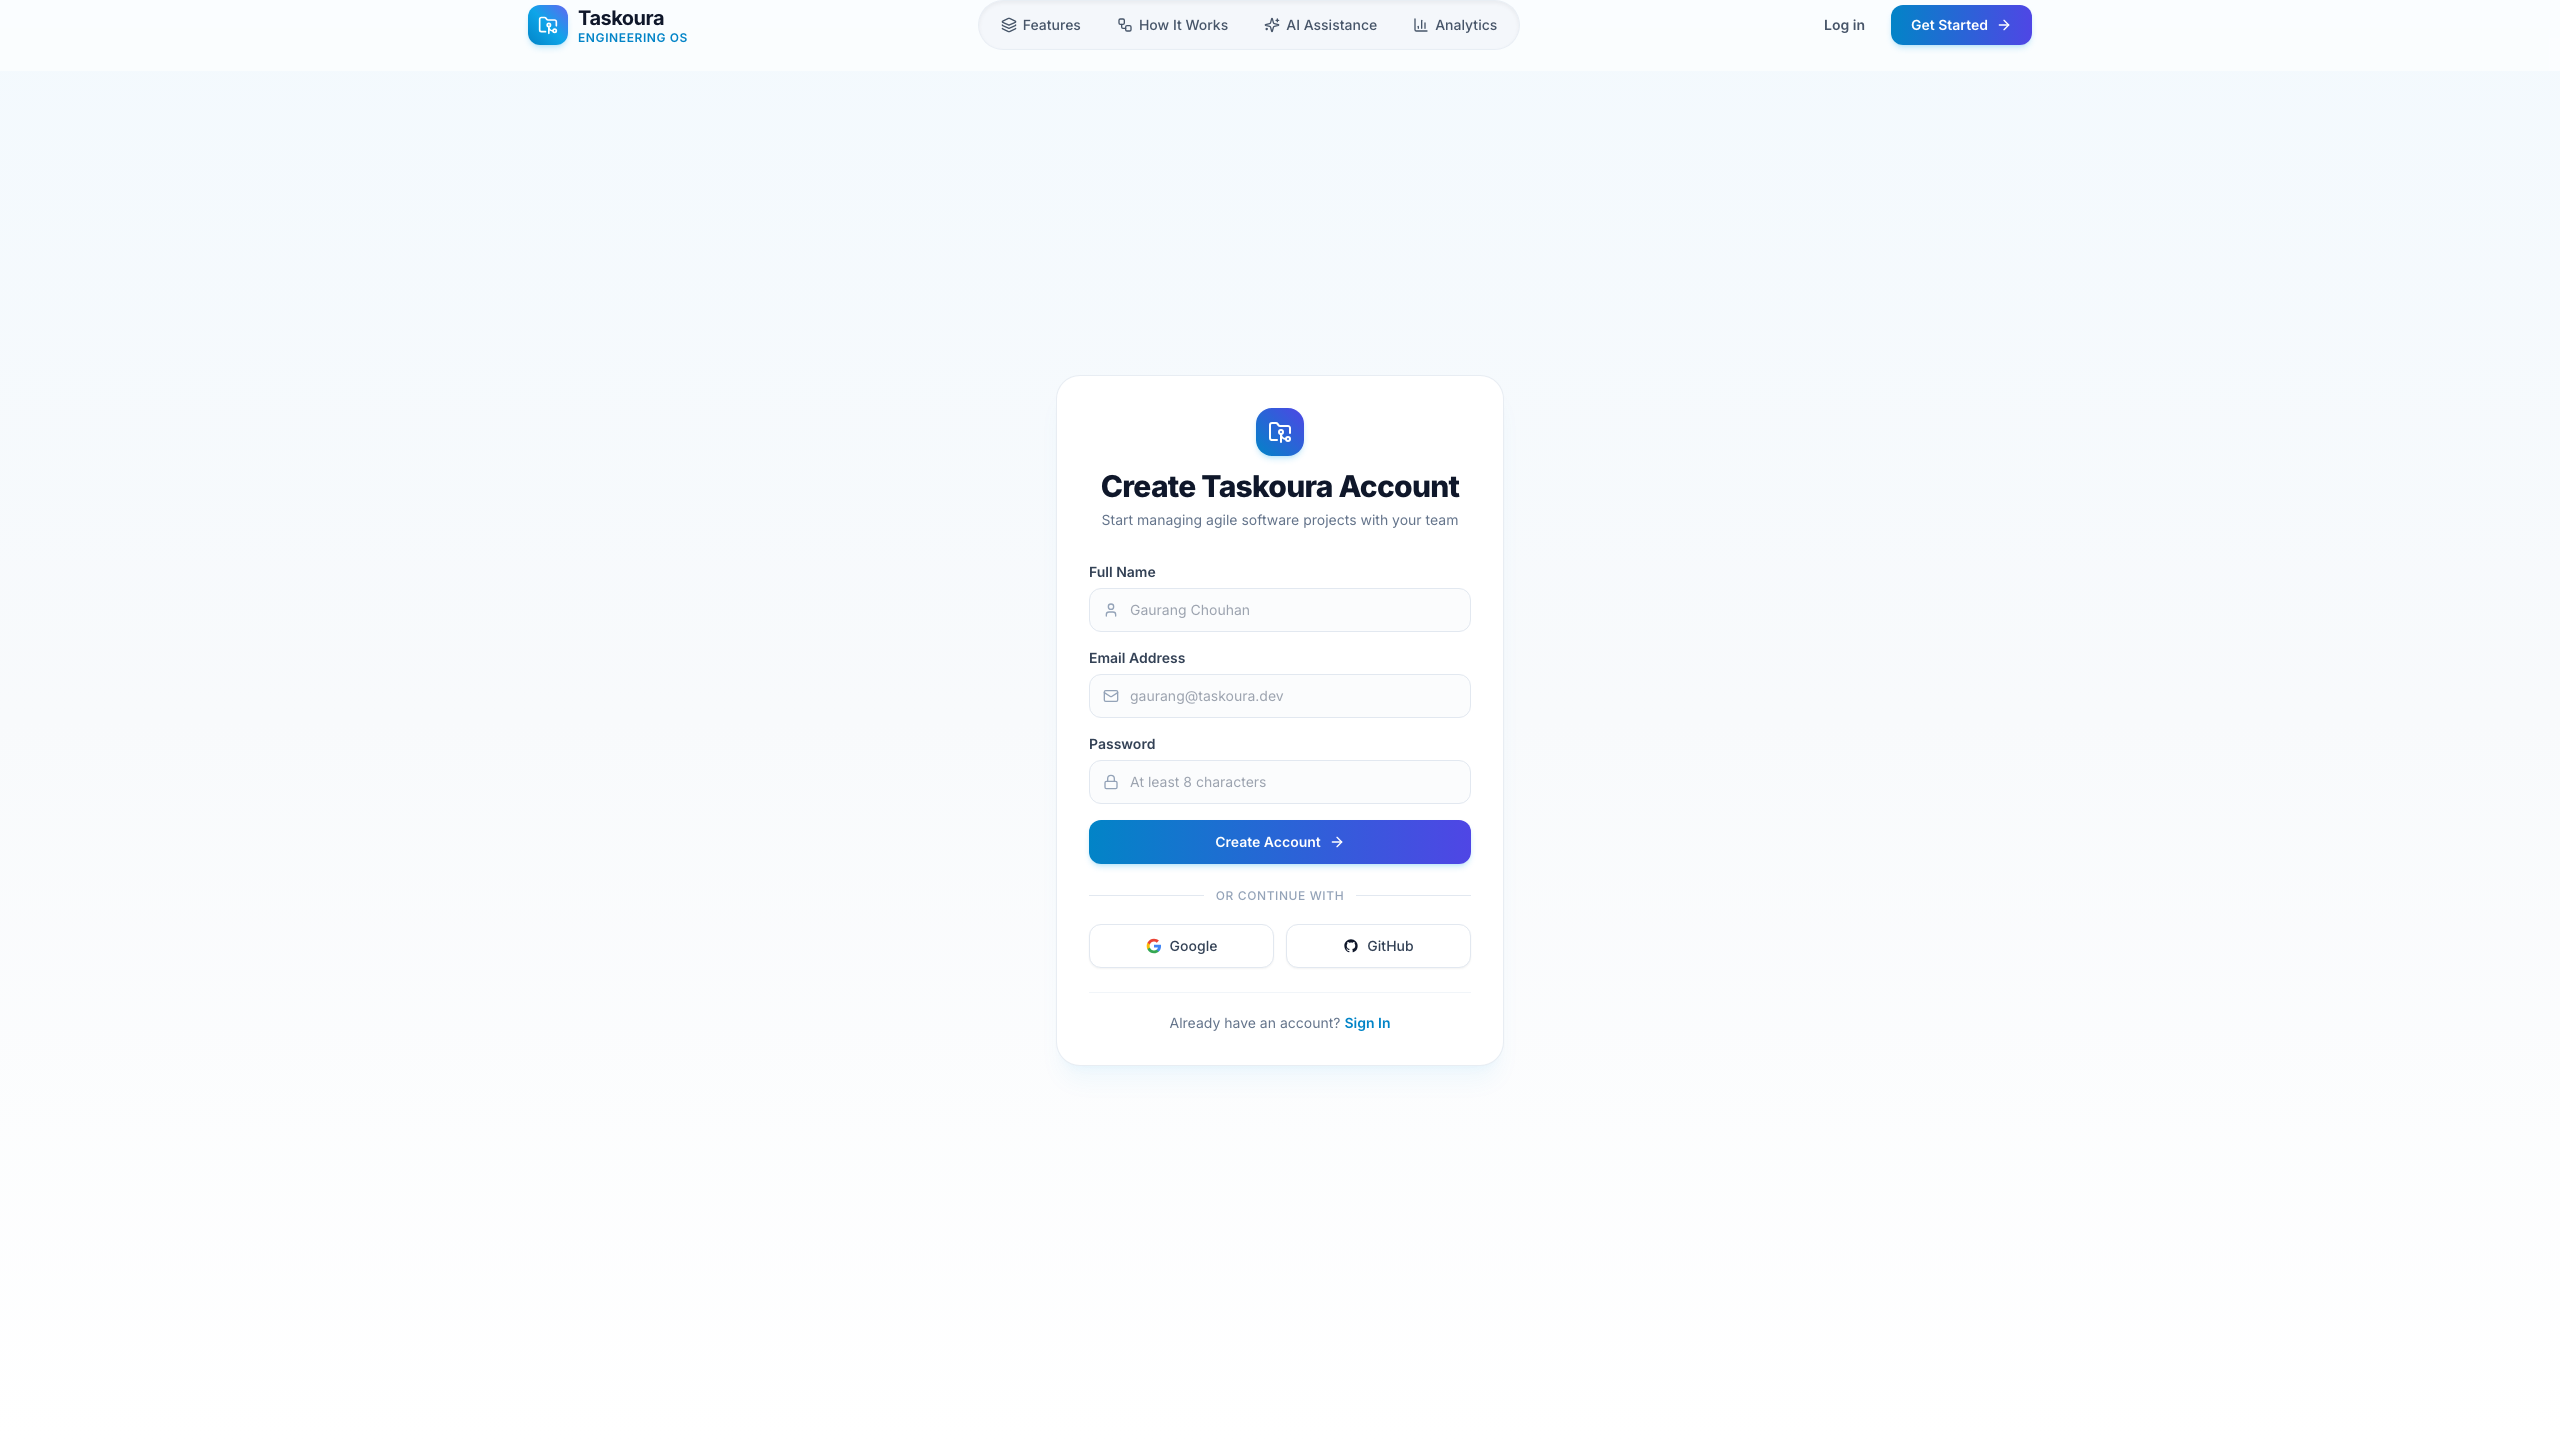 Taskoura
ENGINEERING OS
Features
How It Works
AI Assistance
Analytics
Log in
Get Started
Create Taskoura Account
Start managing agile software projects with your team
Full Name
Gaurang Chouhan
Email Address
gaurang@taskoura.dev
Password
At least 8 characters
Create Account
OR CONTINUE WITH
Google
GitHub
Already have an account? Sign In